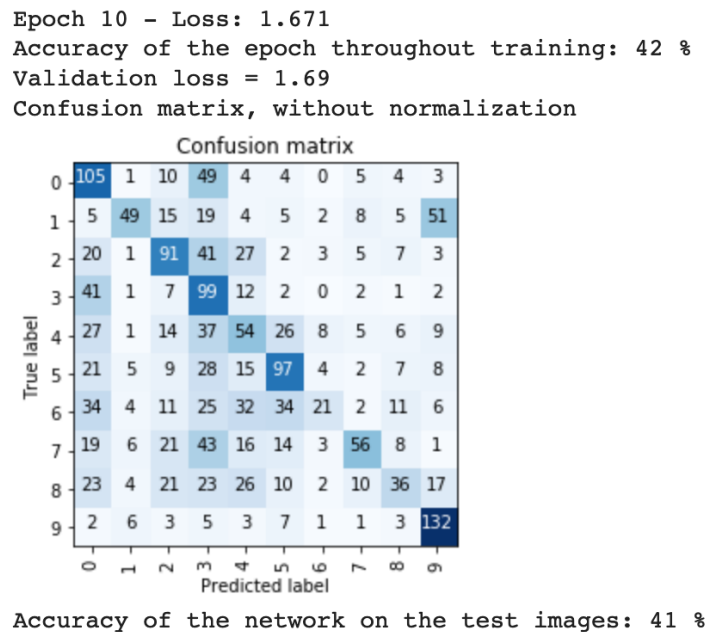 Epoch 10 - Loss: 1.671
Accuracy of the epoch throughout training: 42 %
Validation loss = 1.69
Confusion matrix, without normalization
Confusion matrix
0 105 1 10 49 4 4 0 5 4 3
1 5 49 15 19 4 5 2 8 5 51
2 20 1 91 41 27 2 3 5 7 3
3 41 1 7 99 12 2 0 2 1 2
4 27 1 14 37 54 26 8 5 6 9
5 21 5 9 28 15 97 4 2 7 8
6 34 4 11 25 32 34 21 2 11 6
7 19 6 21 43 16 14 3 56 8 1
8 23 4 21 23 26 10 2 10 36 17
9 2 6 3 5 3 7 1 1 3 132
True label
0 1 2 3 4 5 6 7 8 9
Predicted label
Accuracy of the network on the test images: 41 %